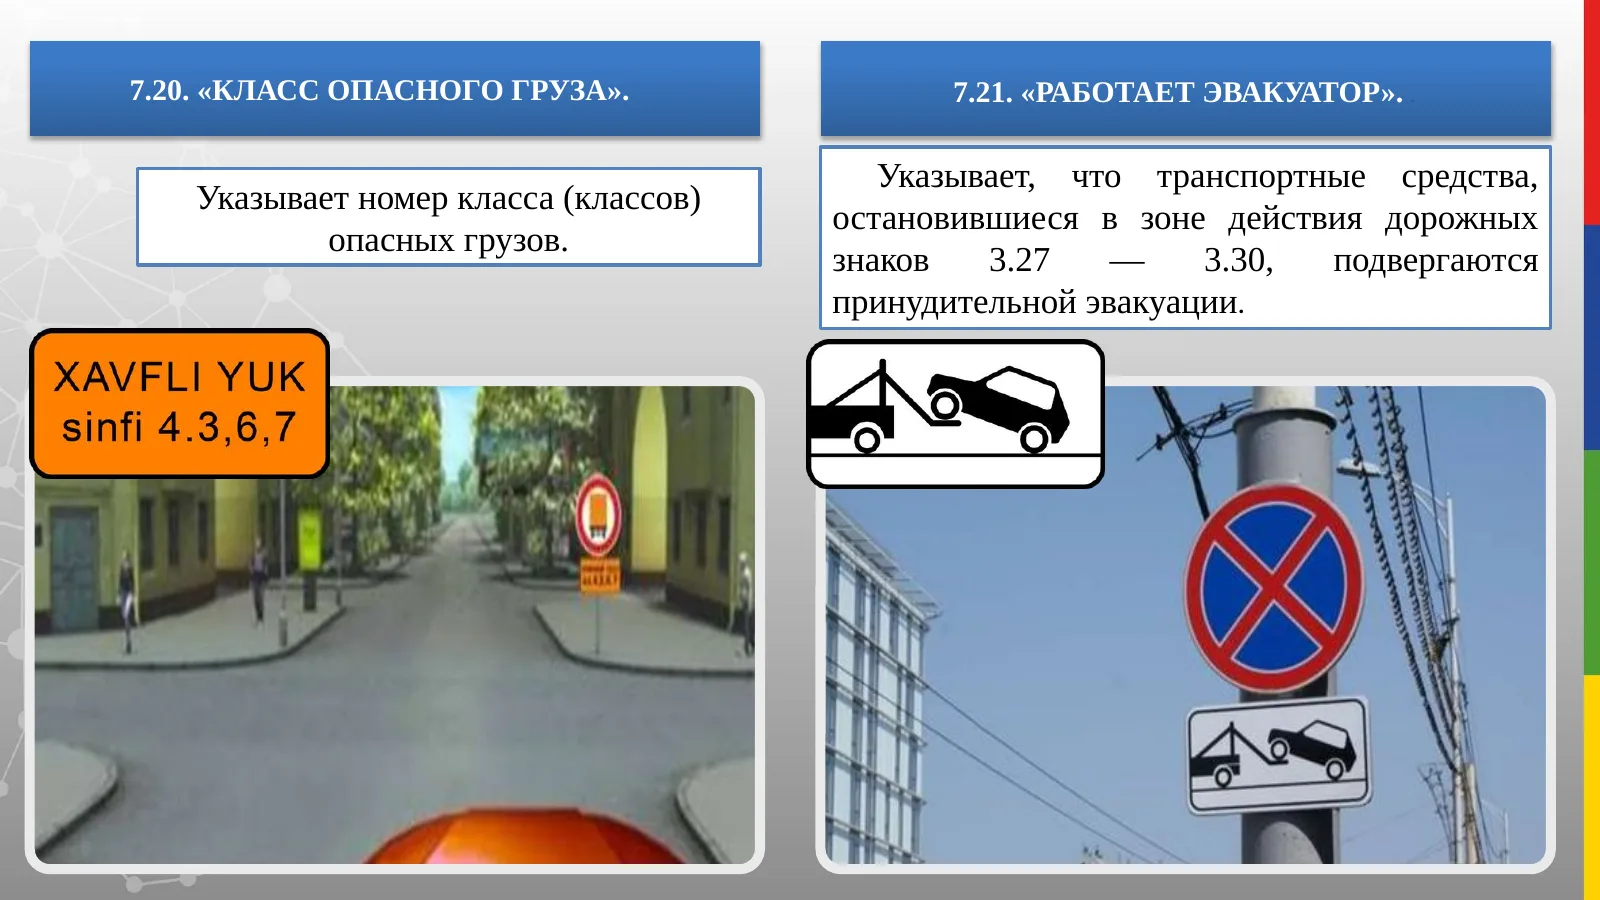 7.20. «КЛАСС ОПАСНОГО ГРУЗА».
Указывает номер класса (классов)
опасных грузов.
XAVFLI YUK
sinfi 4.3,6,7
7.21. «РАБОТАЕТ ЭВАКУАТОР».
Указывает, что транспортные средства,
остановившиеся в зоне действия дорожных
знаков 3.27 — 3.30, подвергаются
принудительной эвакуации.